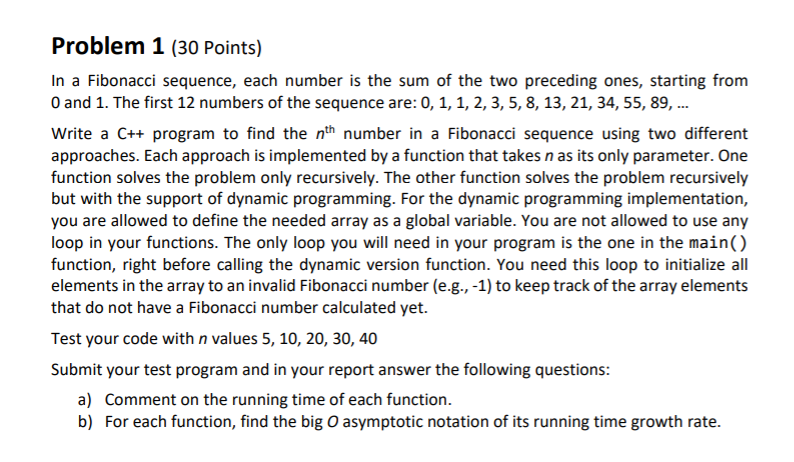 Problem 1 (30 Points)
In a Fibonacci sequence, each number is the sum of the two preceding ones, starting from
0 and 1. The first 12 numbers of the sequence are: 0, 1, 1, 2, 3, 5, 8, 13, 21, 34, 55, 89, ...
Write a C++ program to find the nth number in a Fibonacci sequence using two different
approaches. Each approach is implemented by a function that takes n as its only parameter. One
function solves the problem only recursively. The other function solves the problem recursively
but with the support of dynamic programming. For the dynamic programming implementation,
you are allowed to define the needed array as a global variable. You are not allowed to use any
loop in your functions. The only loop you will need in your program is the one in the main()
function, right before calling the dynamic version function. You need this loop to initialize all
elements in the array to an invalid Fibonacci number (e.g., -1) to keep track of the array elements
that do not have a Fibonacci number calculated yet.
Test your code with n values 5, 10, 20, 30, 40
Submit your test program and in your report answer the following questions:
a) Comment on the running time of each function.
b) For each function, find the big O asymptotic notation of its running time growth rate.